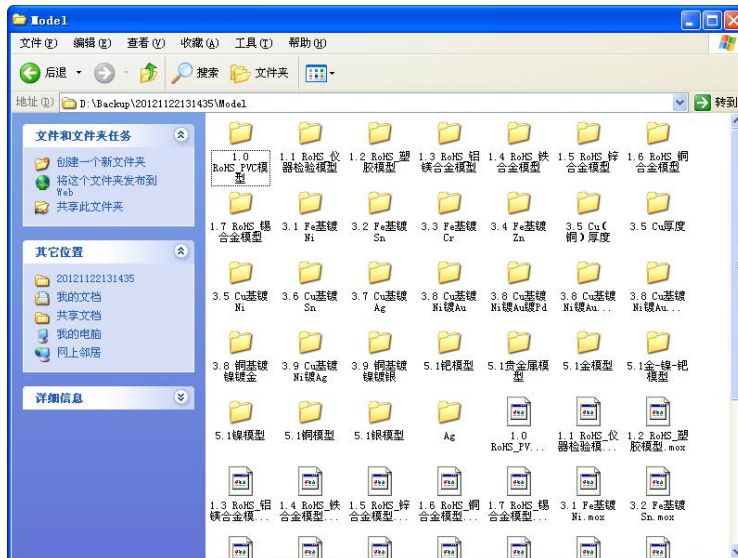 Model
文件(F) 编辑(E) 查看(V) 收藏(A) 工具(T) 帮助(H)
后退 搜索 文件夹
地址(D) D:\Backup\20121122131435\Model 转到
文件和文件夹任务
创建一个新文件夹
将这个文件夹发布到
Web
共享此文件夹
其它位置
20121122131435
我的文档
共享文档
我的电脑
网上邻居
详细信息
1.0
RoHS_PVC模
型
1.1 RoHS_仪
器检验模型
1.2 RoHS_塑
胶模型
1.3 RoHS_铝
镁合金模型
1.4 RoHS_铁
合金模型
1.5 RoHS_锌
合金模型
1.6 RoHS_铜
合金模型
1.7 RoHS_锡
合金模型
3.1 Fe基镀
Ni
3.2 Fe基镀
Sn
3.3 Fe基镀
Cr
3.4 Fe基镀
Zn
3.5 Cu(
铜)厚度
3.5 Cu厚度
3.5 Cu基镀
Ni
3.6 Cu基镀
Sn
3.7 Cu基镀
Ag
3.8 Cu基镀
Ni镀Au
3.8 Cu基镀
Ni镀Au镀Pd
3.8 Cu基镀
Ni镀Au...
3.8 Cu基镀
Ni镀Au...
3.8 铜基镀
镍镀金
3.9 Cu基镀
Ni镀Ag
3.9 铜基镀
镍镀银
5.1钯模型
5.1贵金属模
型
5.1金模型
5.1金-镍-钯
模型
5.1镍模型
5.1铜模型
5.1银模型
Ag
1.0
RoHS_PV...
1.1 RoHS_仪
器检验模...
1.2 RoHS_塑
胶模型.mox
1.3 RoHS_铝
镁合金模...
1.4 RoHS_铁
合金模型...
1.5 RoHS_锌
合金模型...
1.6 RoHS_铜
合金模型...
1.7 RoHS_锡
合金模型...
3.1 Fe基镀
Ni.mox
3.2 Fe基镀
Sn.mox